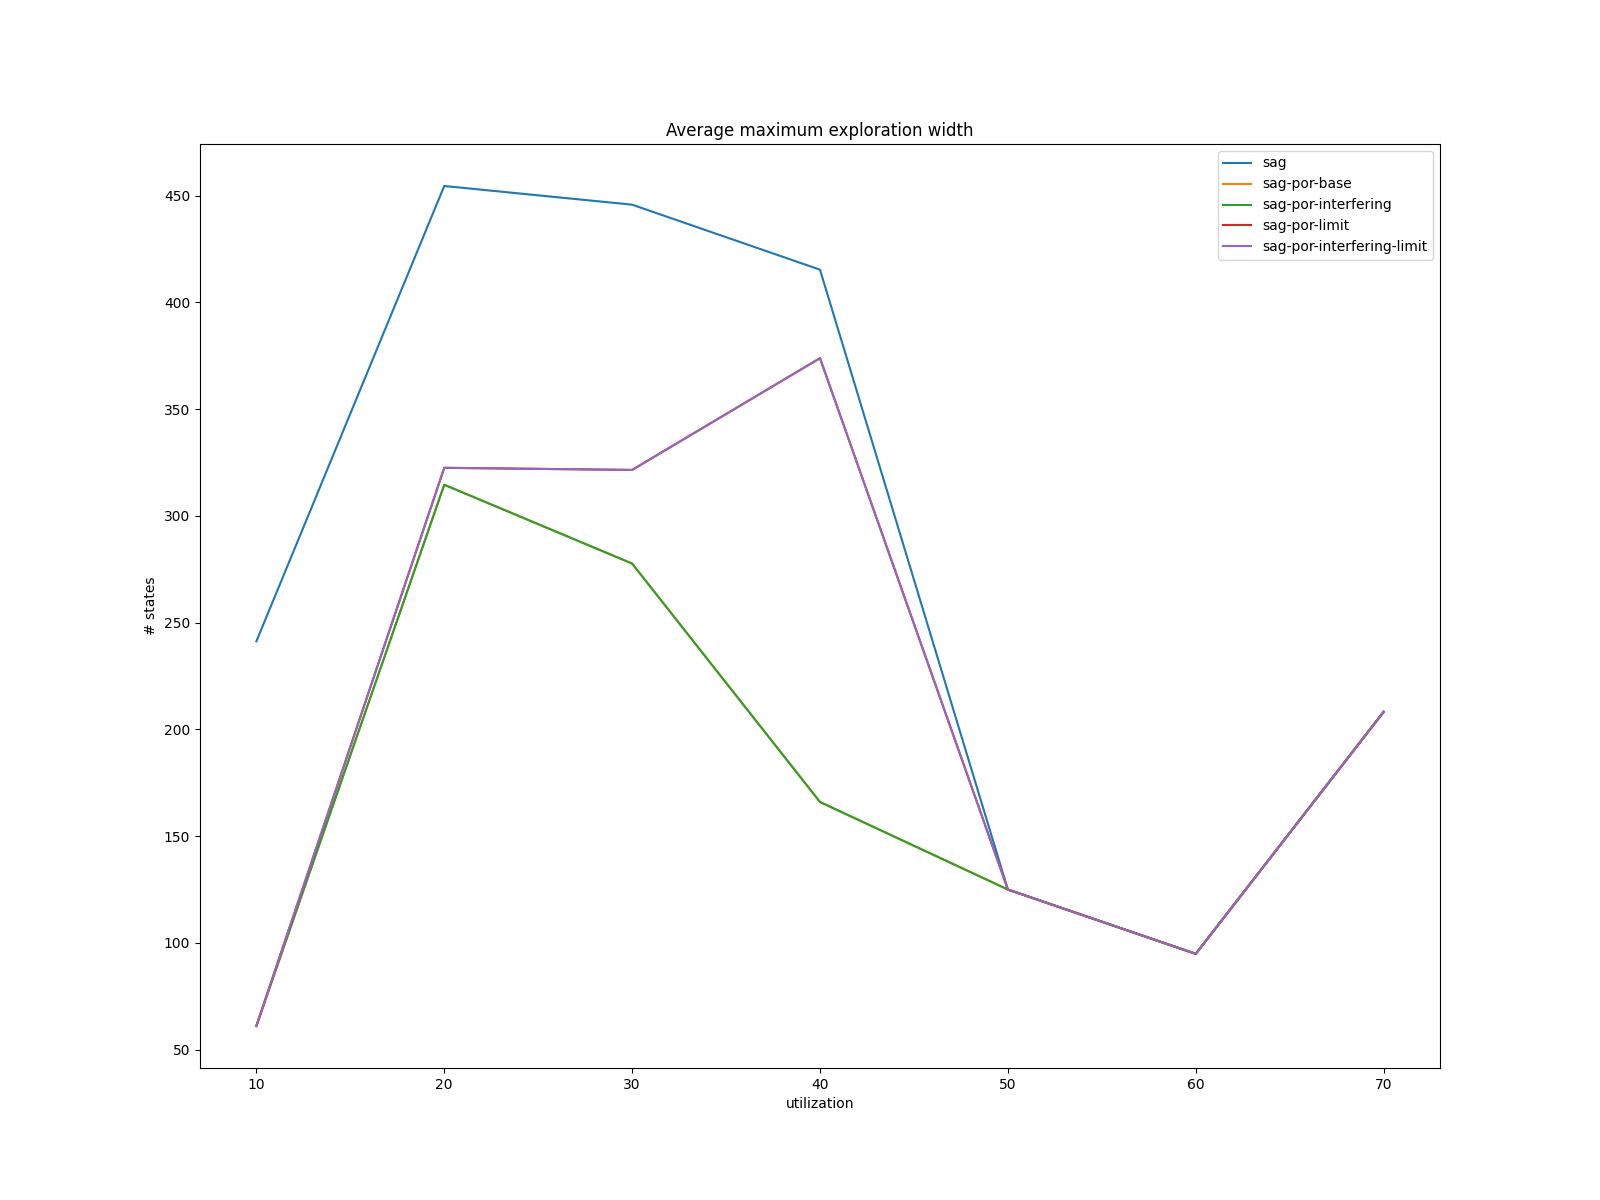 Average maximum exploration width
sag
sag-por-base
sag-por-interfering
sag-por-limit
sag-por-interfering-limit
450
400
350
300
250
200
150
100
50
# states
10 20 30 40 50 60 70
utilization